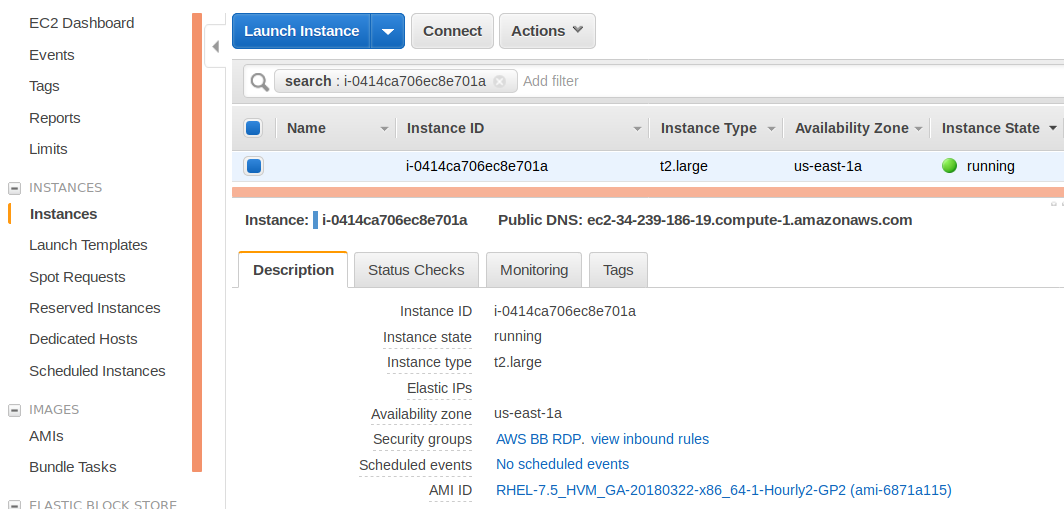 EC2 Dashboard
Events
Tags
Reports
Limits
INSTANCES
Instances
Launch Templates
Spot Requests
Reserved Instances
Dedicated Hosts
Scheduled Instances
IMAGES
AMIs
Bundle Tasks
ELASTIC BLOCK STORE
Launch Instance Connect Actions
search : i-0414ca706ec8e701a Add filter
Name Instance ID Instance Type Availability Zone Instance State
i-0414ca706ec8e701a t2.large us-east-1a running
Instance: i-0414ca706ec8e701a Public DNS: ec2-34-239-186-19.compute-1.amazonaws.com
Description Status Checks Monitoring Tags
Instance ID i-0414ca706ec8e701a
Instance state running
Instance type t2.large
Elastic IPs
Availability zone us-east-1a
Security groups AWS BB RDP. view inbound rules
Scheduled events No scheduled events
AMI ID RHEL-7.5_HVM_GA-20180322-x86_64-1-Hourly2-GP2 (ami-6871a115)